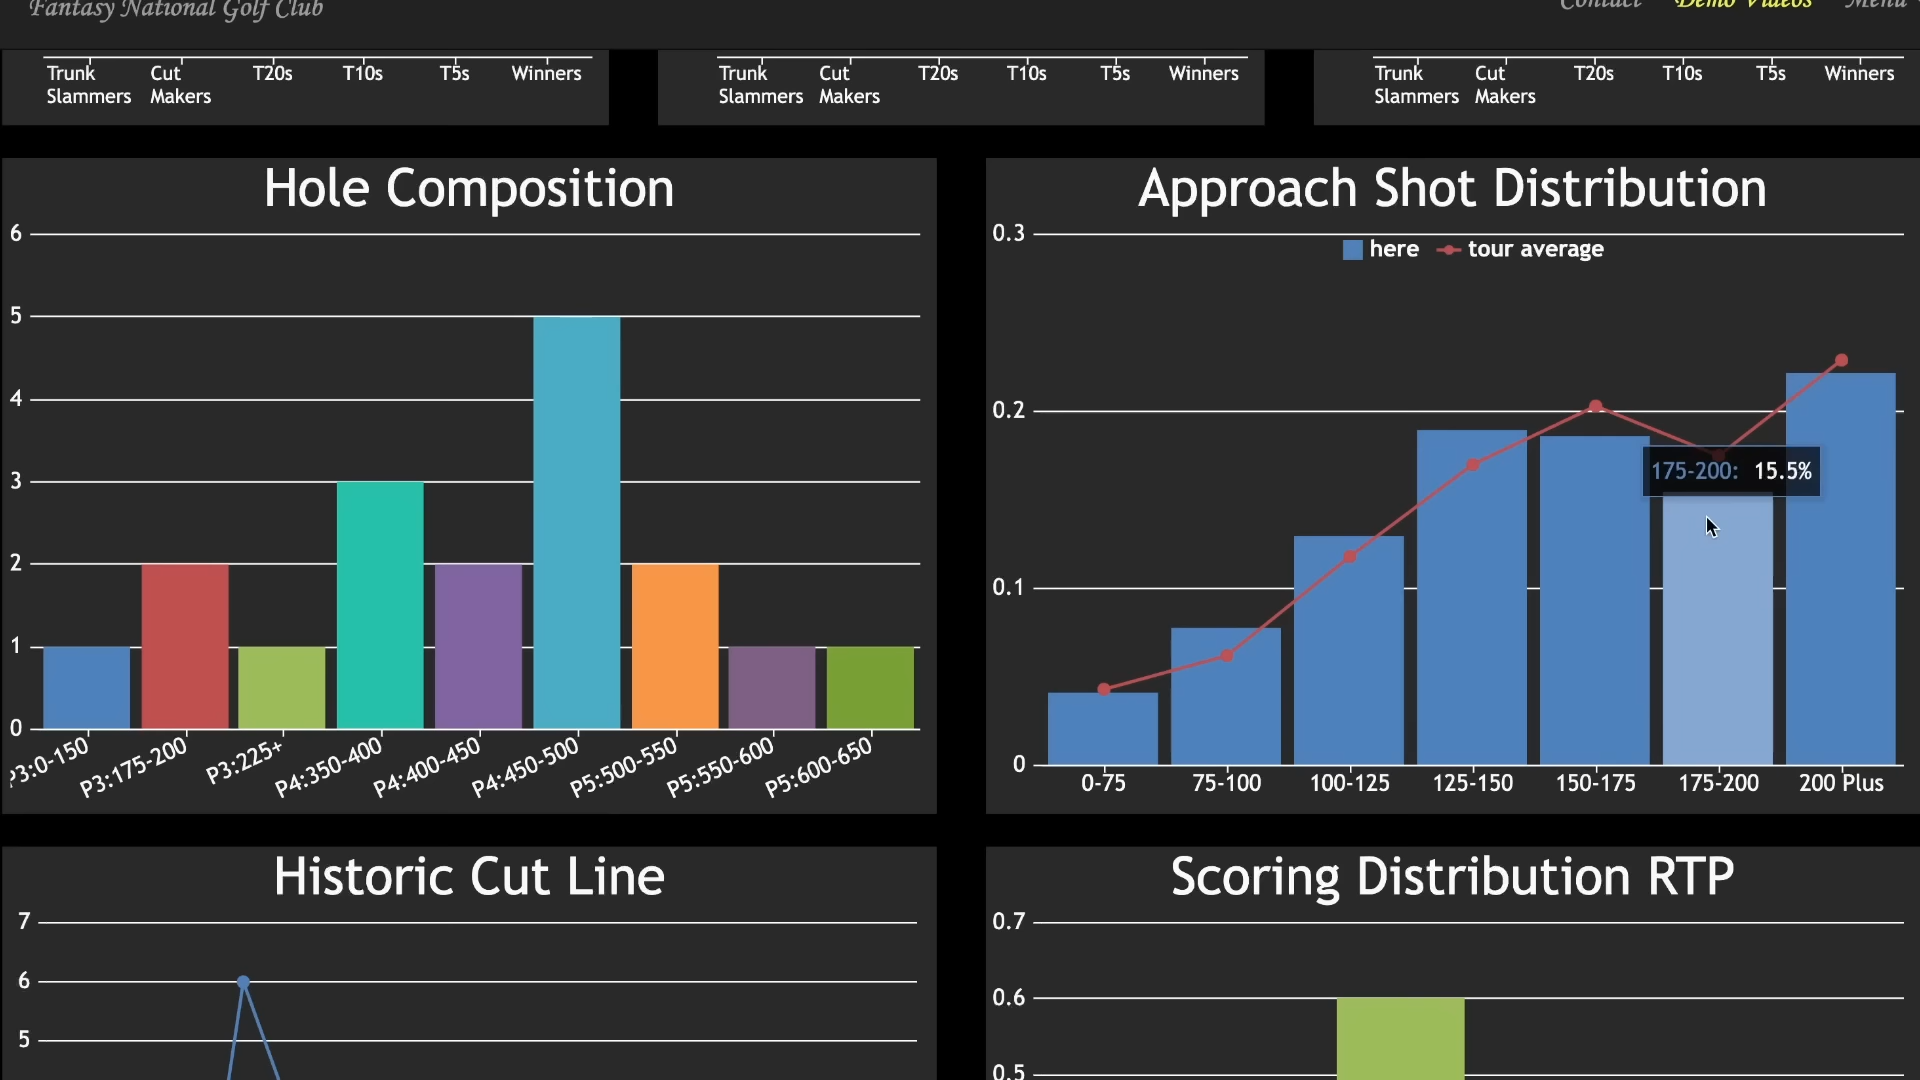 Fantasy National Golf Club
Contact Demo Videos Menu
Trunk Slammers Cut Makers T20s T10s T5s Winners
Trunk Slammers Cut Makers T20s T10s T5s Winners
Trunk Slammers Cut Makers T20s T10s T5s Winners
Hole Composition
6
5
4
3
2
1
0
P3:0-150 P3:175-200 P3:225+ P4:350-400 P4:400-450 P4:450-500 P5:500-550 P5:550-600 P5:600-650
Approach Shot Distribution
0.3
here tour average
0.2
175-200: 15.5%
0.1
0
0-75 75-100 100-125 125-150 150-175 175-200 200 Plus
Historic Cut Line
7
6
5
Scoring Distribution RTP
0.7
0.6
0.5